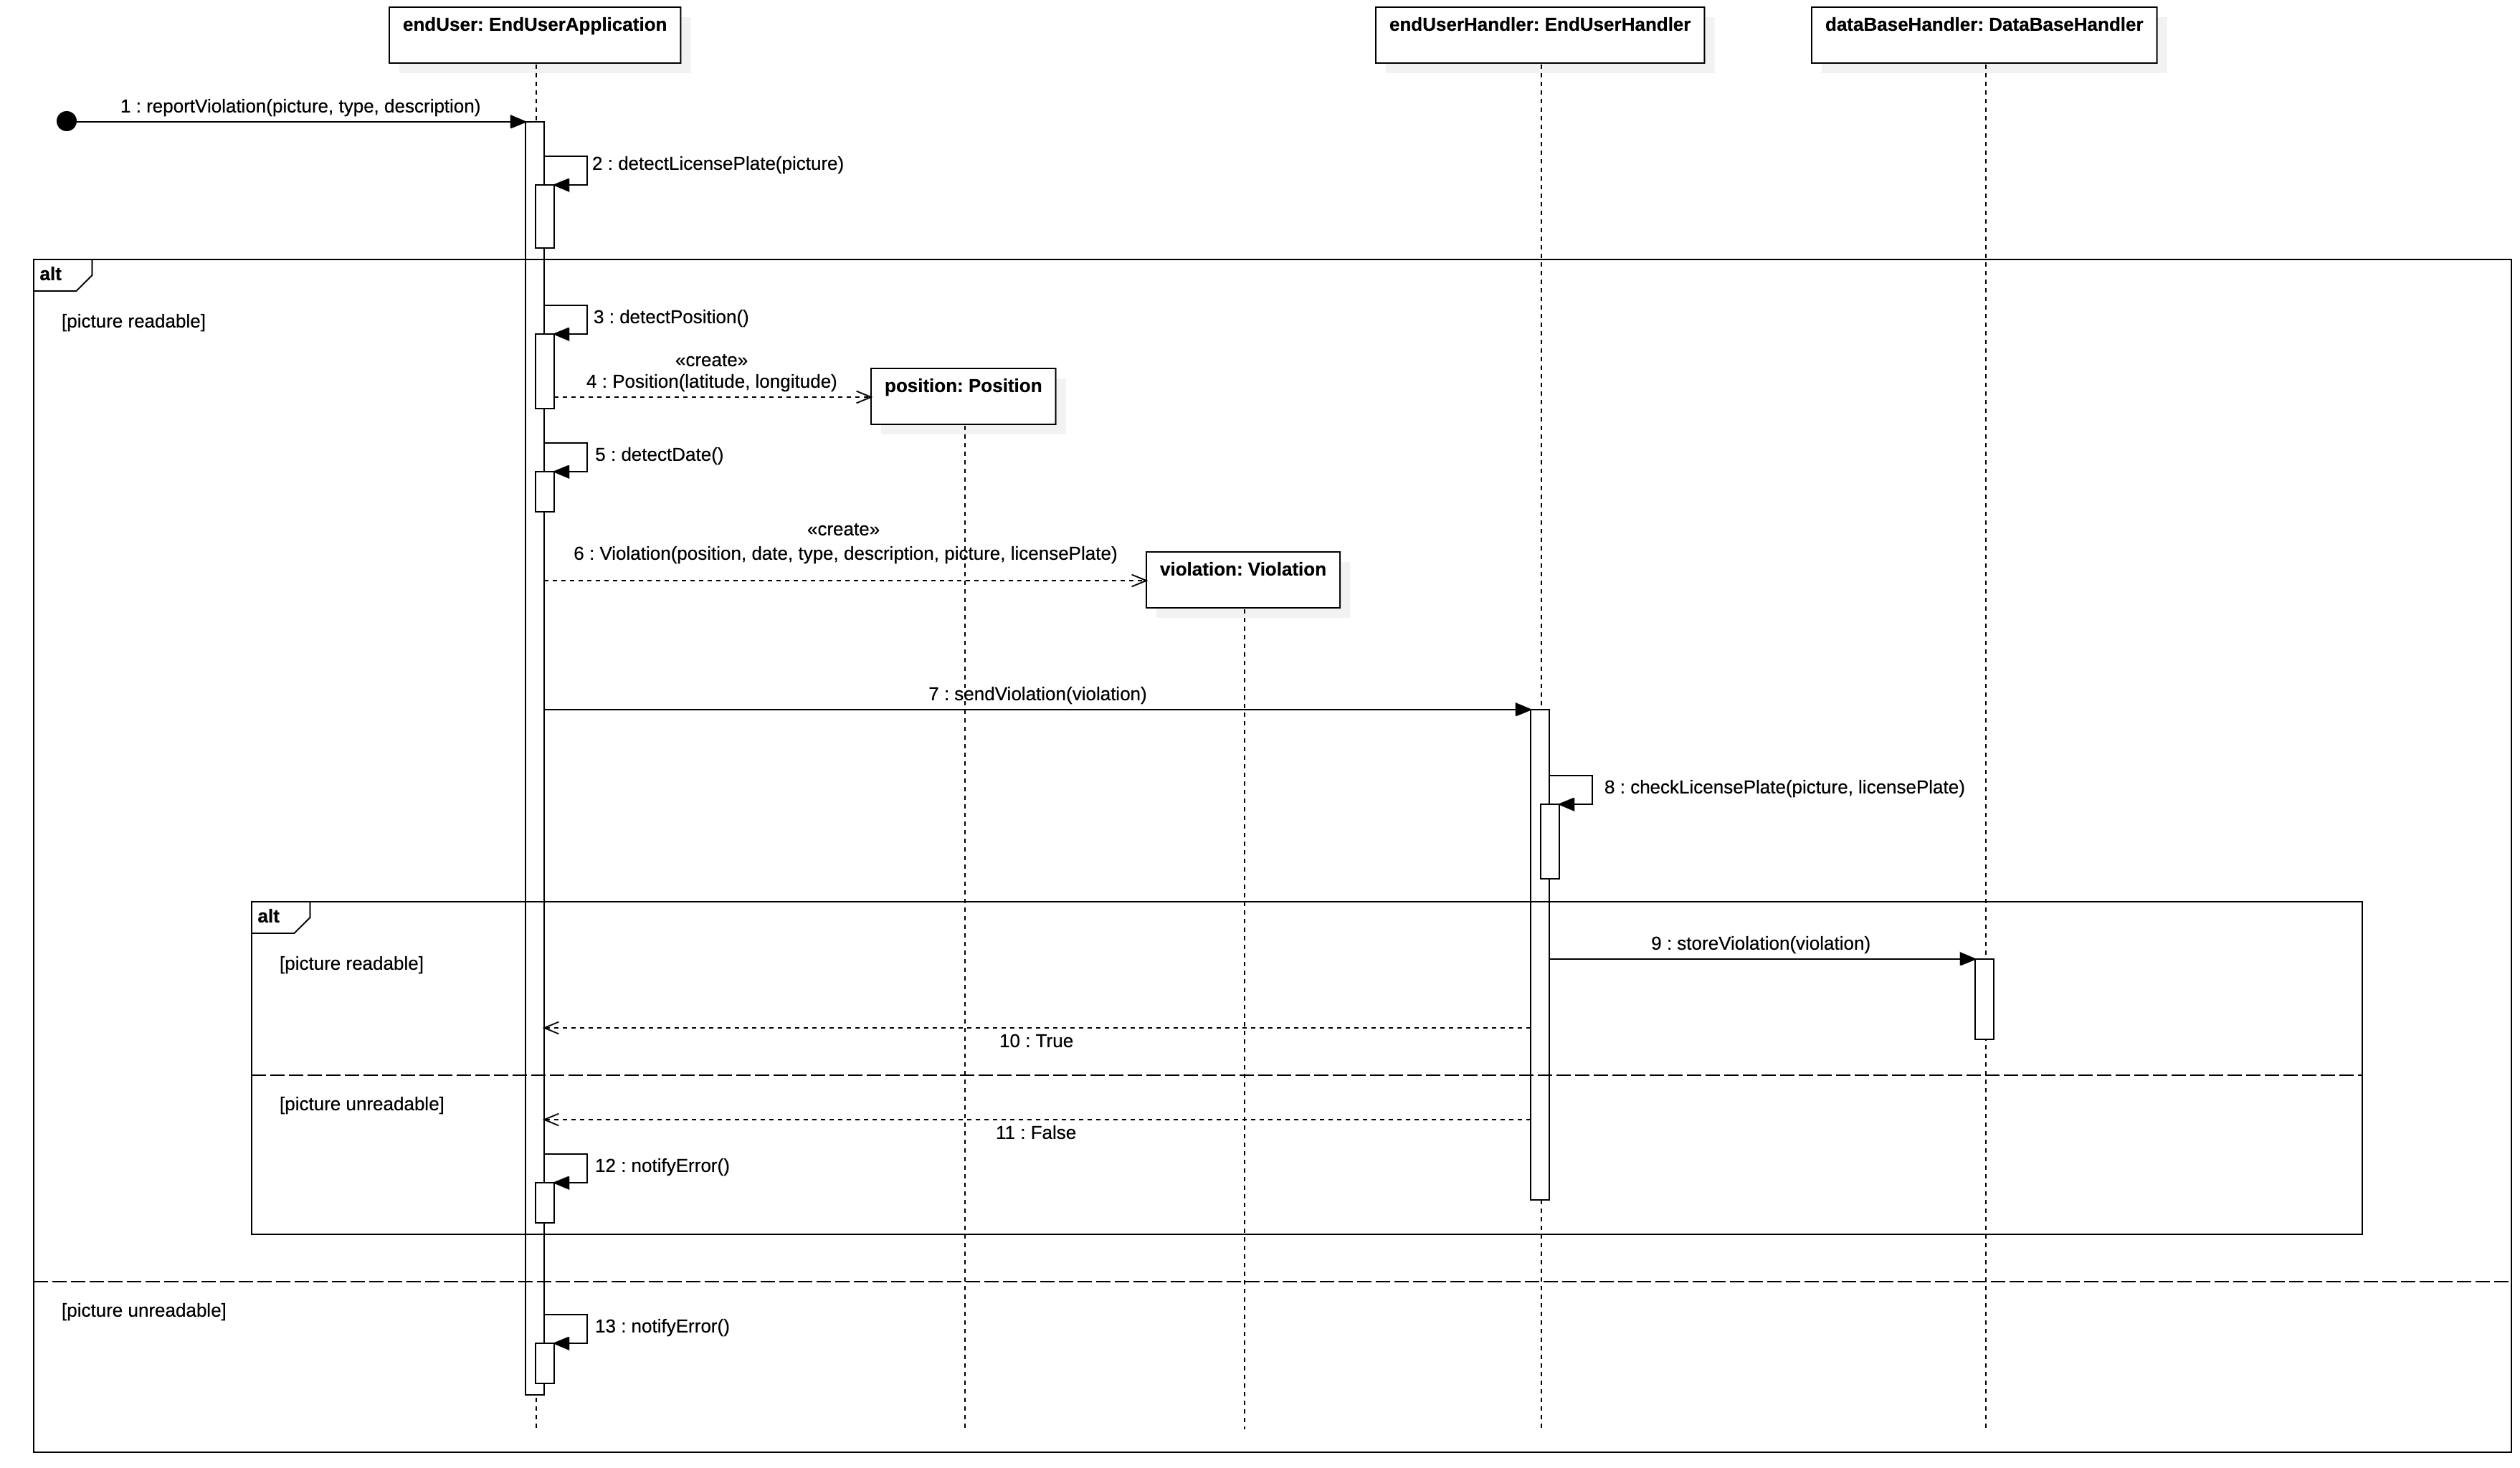 endUser: EndUserApplication
endUserHandler: EndUserHandler
dataBaseHandler: DataBaseHandler
1 : reportViolation(picture, type, description)
2 : detectLicensePlate(picture)
alt
[picture readable]
3 : detectPosition()
«create»
4 : Position(latitude, longitude)
position: Position
5 : detectDate()
«create»
6 : Violation(position, date, type, description, picture, licensePlate)
violation: Violation
7 : sendViolation(violation)
8 : checkLicensePlate(picture, licensePlate)
alt
[picture readable]
9 : storeViolation(violation)
10 : True
[picture unreadable]
11 : False
12 : notifyError()
[picture unreadable]
13 : notifyError()